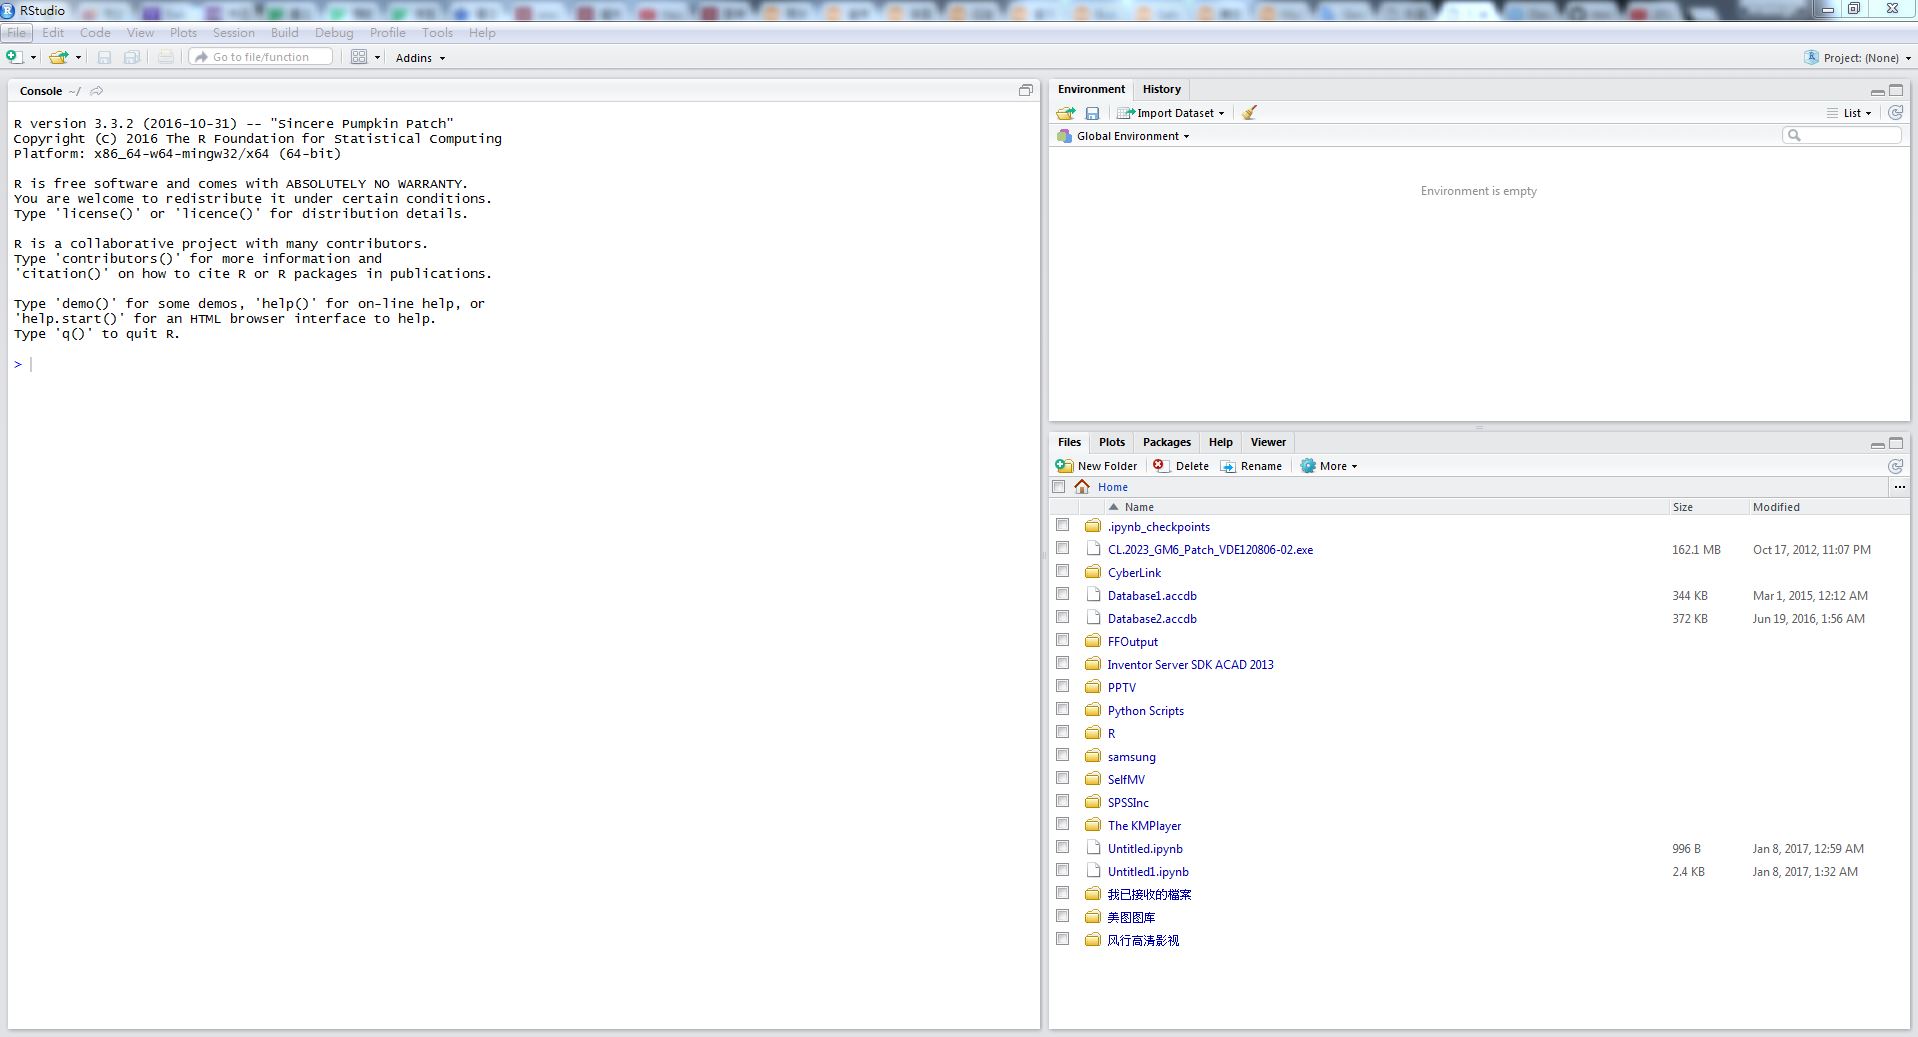 RStudio
File Edit Code View Plots Session Build Debug Profile Tools Help
Go to file/function Addins Project: (None)
Console ~/
R version 3.3.2 (2016-10-31) -- "Sincere Pumpkin Patch"
Copyright (C) 2016 The R Foundation for Statistical Computing
Platform: x86_64-w64-mingw32/x64 (64-bit)
R is free software and comes with ABSOLUTELY NO WARRANTY.
You are welcome to redistribute it under certain conditions.
Type 'license()' or 'licence()' for distribution details.
R is a collaborative project with many contributors.
Type 'contributors()' for more information and
'citation()' on how to cite R or R packages in publications.
Type 'demo()' for some demos, 'help()' for on-line help, or
'help.start()' for an HTML browser interface to help.
Type 'q()' to quit R.
>
Environment History
Import Dataset List
Global Environment
Environment is empty
Files Plots Packages Help Viewer
New Folder Delete Rename More
Home ...
Name Size Modified
.ipynb_checkpoints
CL.2023_GM6_Patch_VDE120806-02.exe 162.1 MB Oct 17, 2012, 11:07 PM
CyberLink
Database1.accdb 344 KB Mar 1, 2015, 12:12 AM
Database2.accdb 372 KB Jun 19, 2016, 1:56 AM
FFOutput
Inventor Server SDK ACAD 2013
PPTV
Python Scripts
R
samsung
SelfMV
SPSSInc
The KMPlayer
Untitled.ipynb 996 B Jan 8, 2017, 12:59 AM
Untitled1.ipynb 2.4 KB Jan 8, 2017, 1:32 AM
我已接收的檔案
美图图库
风行高清影视